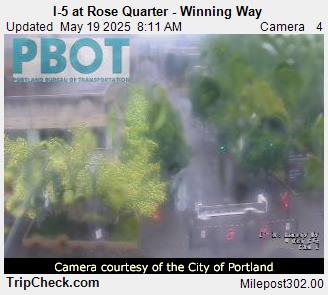 I-5 at Rose Quarter - Winning Way
Updated May 19 2025 8:11 AM Camera 4
PBOT
PORTLAND BUREAU OF TRANSPORTATION
Camera courtesy of the City of Portland
TripCheck.com Milepost302.00